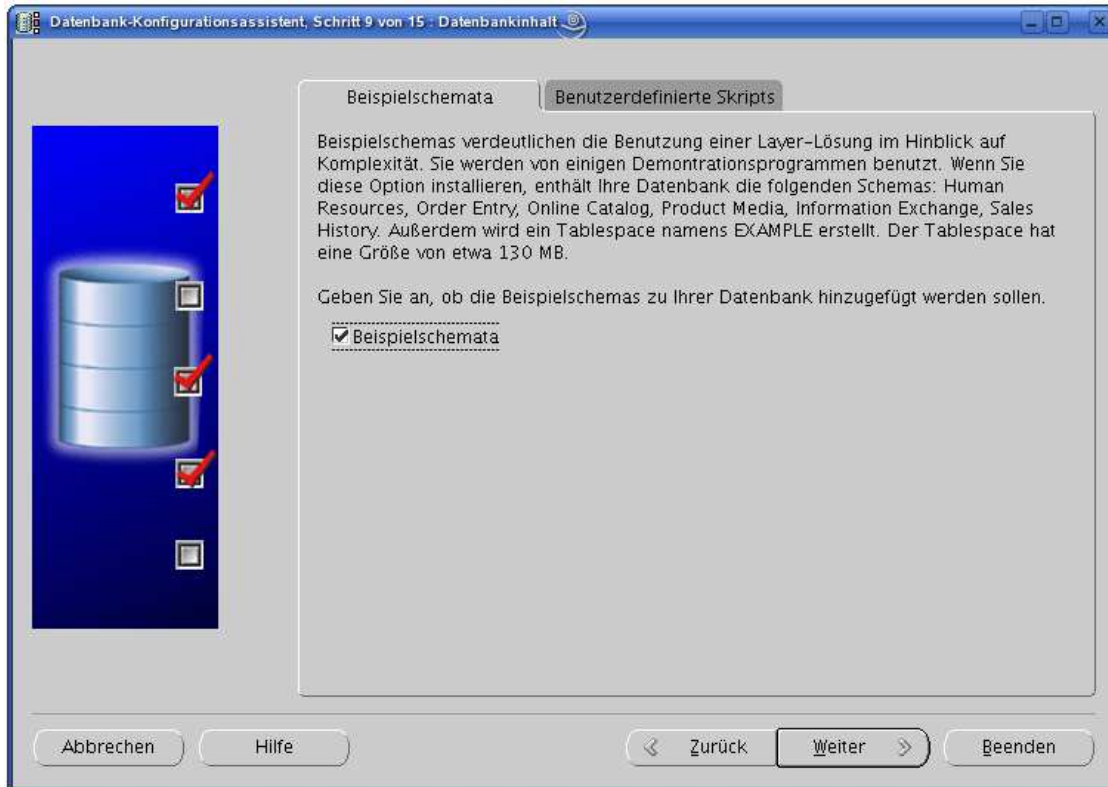 Datenbank-Konfigurationsassistent, Schritt 9 von 15 : Datenbankinhalt
Beispielschemata
Benutzerdefinierte Skripts
Beispielschemas verdeutlichen die Benutzung einer Layer-Lösung im Hinblick auf
Komplexität. Sie werden von einigen Demontrationsprogrammen benutzt. Wenn Sie
diese Option installieren, enthält Ihre Datenbank die folgenden Schemas: Human
Resources, Order Entry, Online Catalog, Product Media, Information Exchange, Sales
History. Außerdem wird ein Tablespace namens EXAMPLE erstellt. Der Tablespace hat
eine Größe von etwa 130 MB.
Geben Sie an, ob die Beispielschemas zu Ihrer Datenbank hinzugefügt werden sollen.
Beispielschemata
Abbrechen
Hilfe
Zurück
Weiter
Beenden